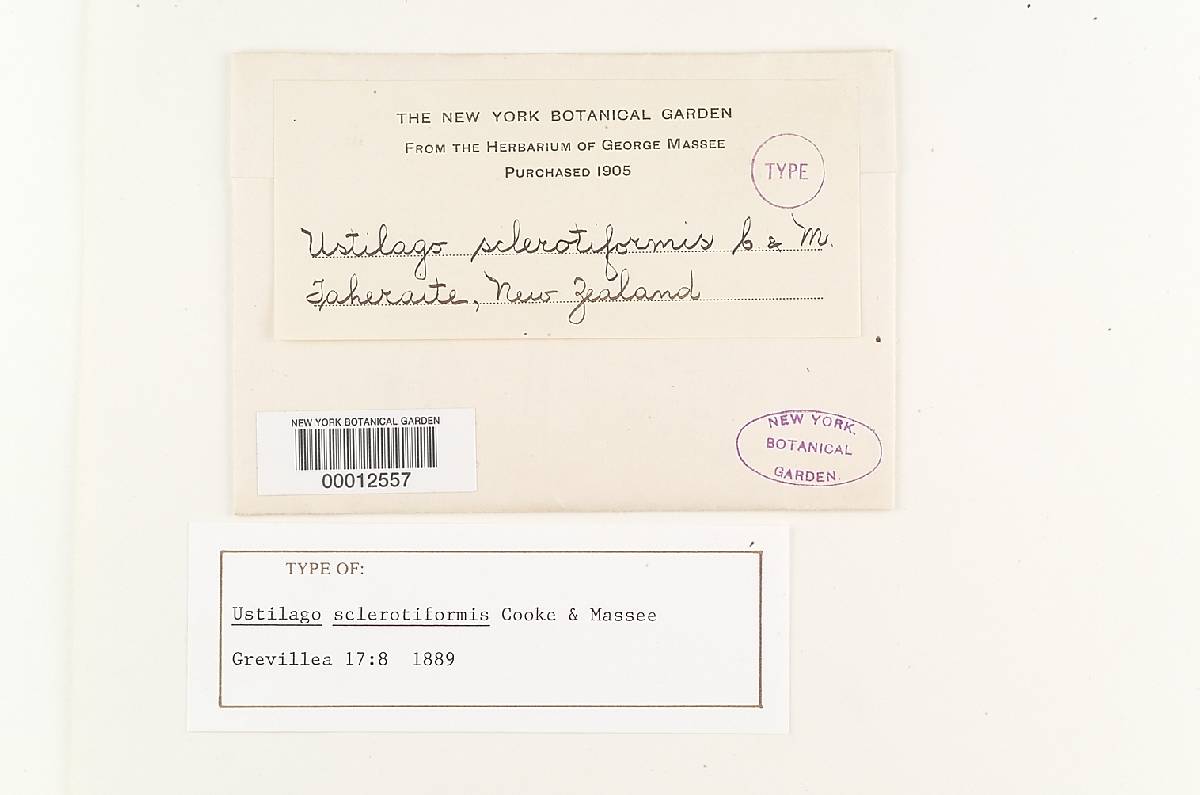 THE NEW YORK BOTANICAL GARDEN
FROM THE HERBARIUM OF GEORGE MASSEE
PURCHASED 1905
TYPE
Ustilago sclerotiformis C & M.
Taheraite, New Zealand
NEW YORK BOTANICAL GARDEN
00012557
NEW YORK
BOTANICAL
GARDEN.
TYPE OF:
Ustilago sclerotiformis Cooke & Massee
Grevillea 17:8 1889